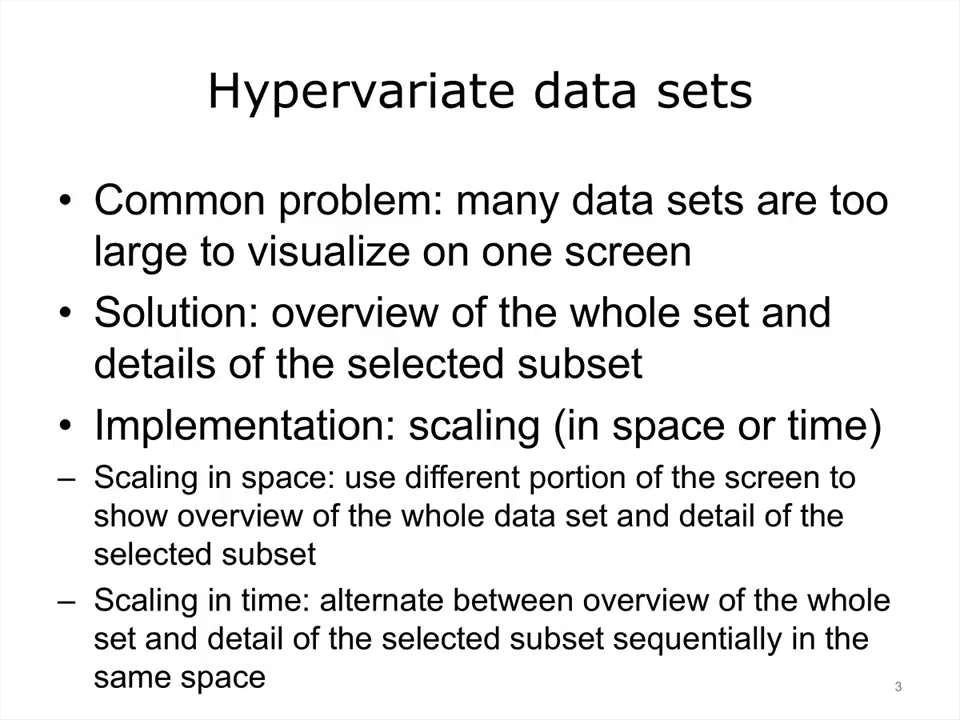 Hypervariate data sets
• Common problem: many data sets are too
large to visualize on one screen
• Solution: overview of the whole set and
details of the selected subset
• Implementation: scaling (in space or time)
– Scaling in space: use different portion of the screen to
show overview of the whole data set and detail of the
selected subset
– Scaling in time: alternate between overview of the whole
set and detail of the selected subset sequentially in the
same space
3